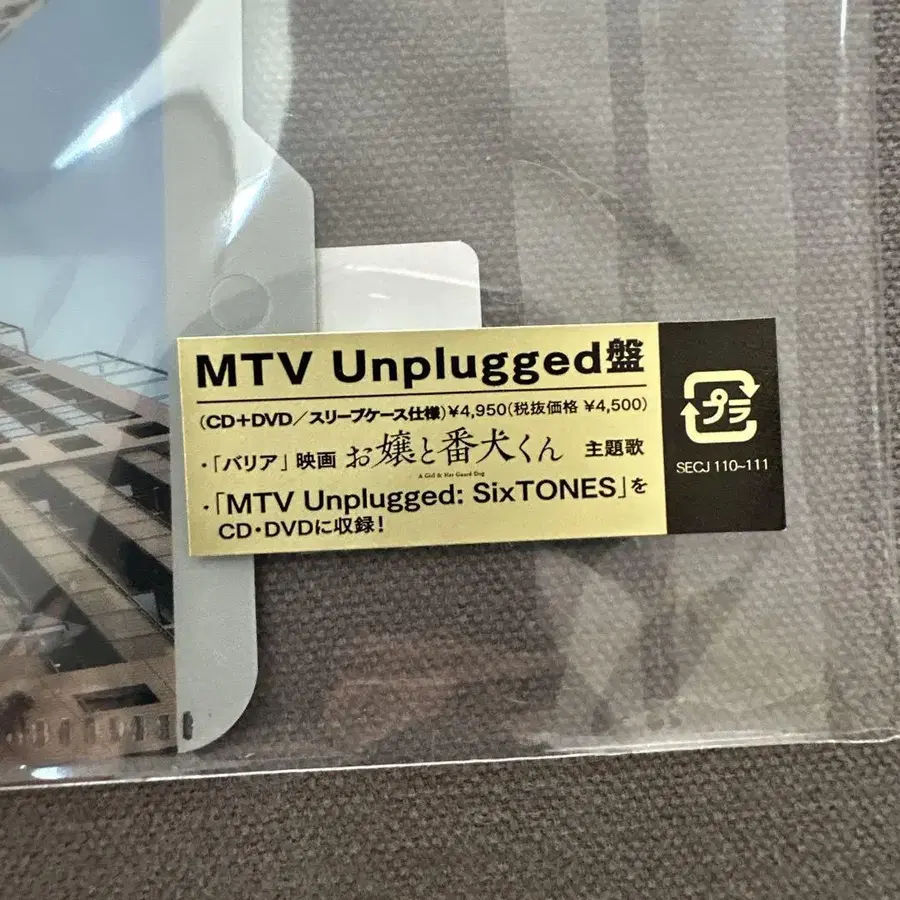 MTV Unplugged盤
(CD+DVD/スリーブケース仕様)¥4,950(税抜価格 ¥4,500)
・「バリア」映画 お嬢と番犬くん 主題歌
A Girl & Her Guard Dog
・「MTV Unplugged: SixTONES」を
CD・DVDに収録!
プラ
SECJ 110~111